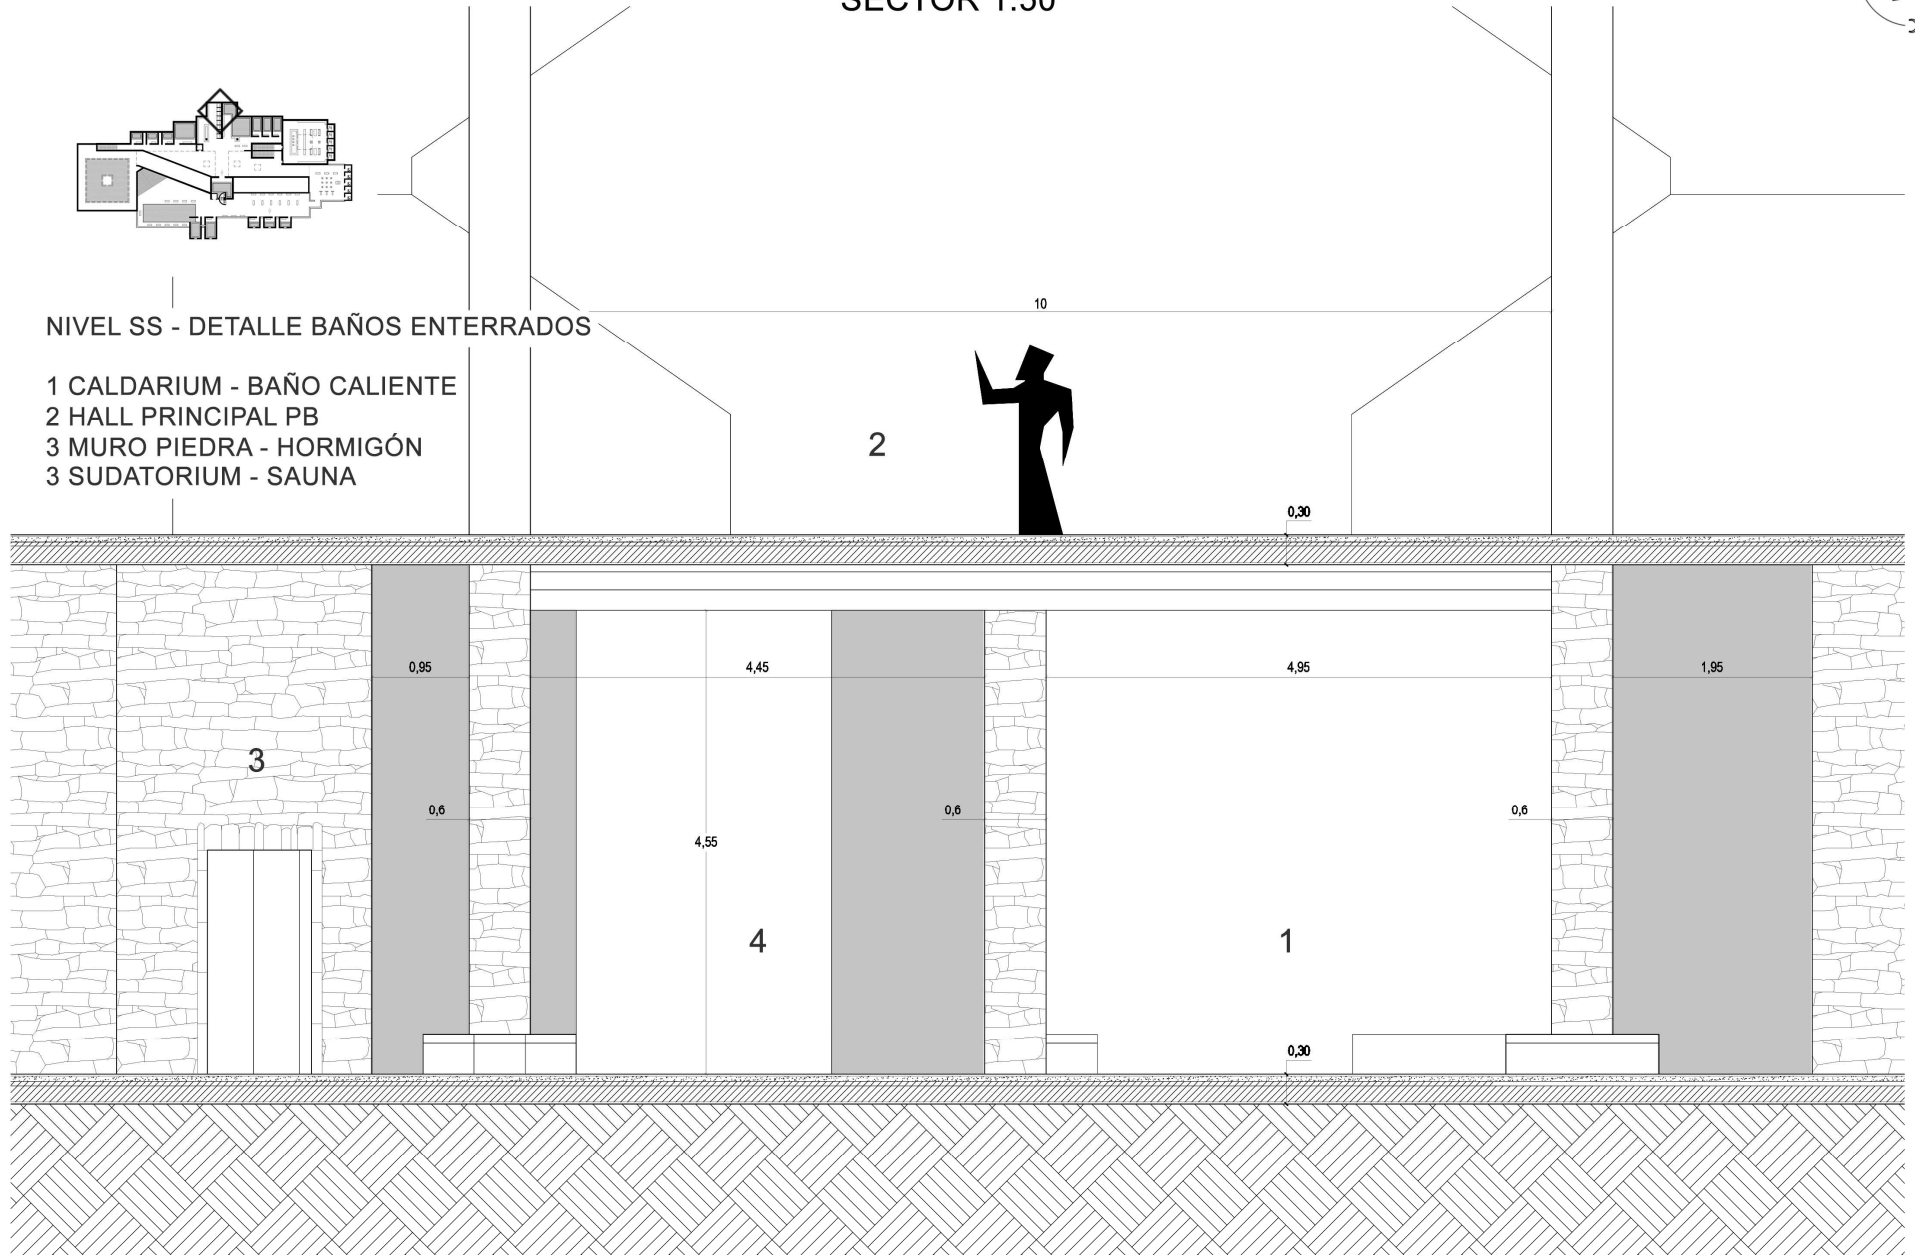 SECTOR 1:50
NIVEL SS - DETALLE BAÑOS ENTERRADOS
1 CALDARIUM - BAÑO CALIENTE
2 HALL PRINCIPAL PB
3 MURO PIEDRA - HORMIGÓN
3 SUDATORIUM - SAUNA
10
2
0,30
0,95
4,45
4,95
1,95
3
0,6
0,6
0,6
4,55
4
1
0,30